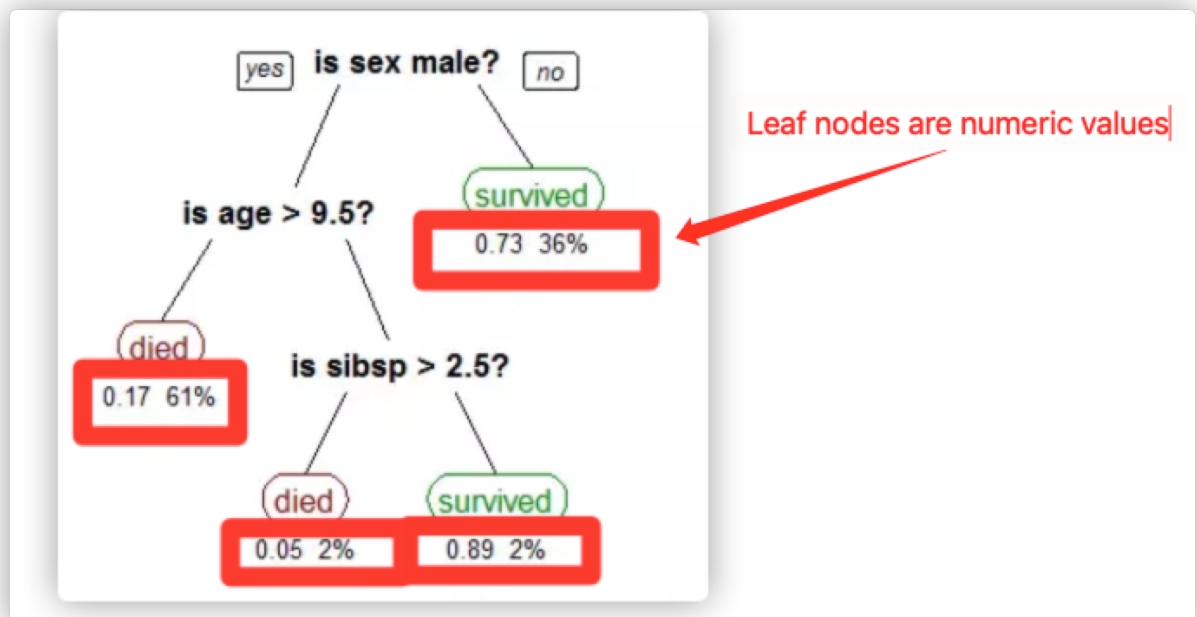 yes is sex male? no
Leaf nodes are numeric values
survived
0.73 36%
is age > 9.5?
died
0.17 61%
is sibsp > 2.5?
died survived
0.05 2% 0.89 2%